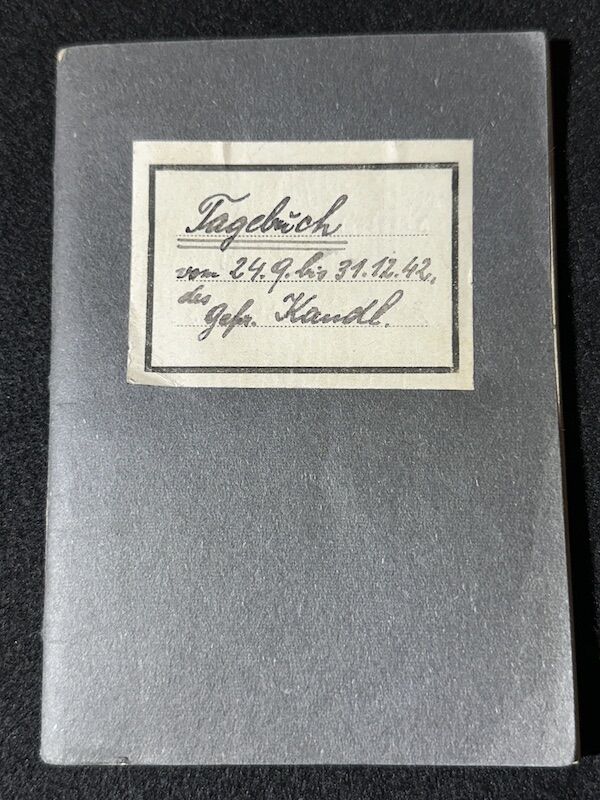 Tagebuch
vom 24.9. bis 31.12.42.
des
Gefr. Kandl.